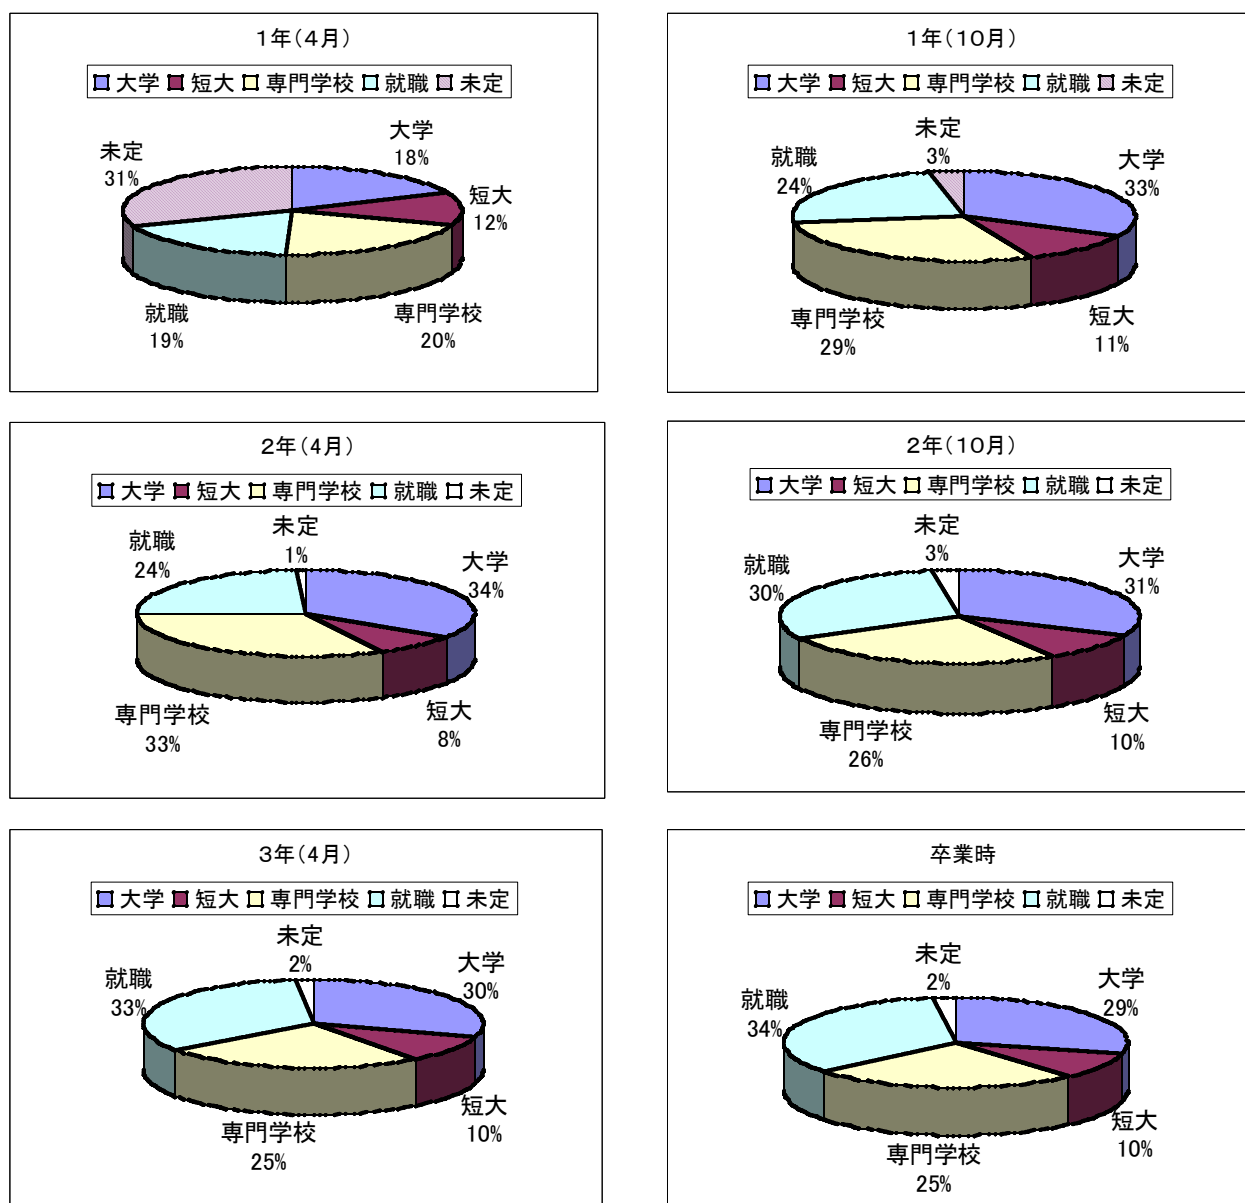 1年(4月)
大学 短大 専門学校 就職 未定
大学
18%
短大
12%
専門学校
20%
就職
19%
未定
31%
1年(10月)
大学 短大 専門学校 就職 未定
大学
33%
短大
11%
専門学校
29%
就職
24%
未定
3%
2年(4月)
大学 短大 専門学校 就職 未定
大学
34%
短大
8%
専門学校
33%
就職
24%
未定
1%
2年(10月)
大学 短大 専門学校 就職 未定
大学
31%
短大
10%
専門学校
26%
就職
30%
未定
3%
3年(4月)
大学 短大 専門学校 就職 未定
大学
30%
短大
10%
専門学校
25%
就職
33%
未定
2%
卒業時
大学 短大 専門学校 就職 未定
大学
29%
短大
10%
専門学校
25%
就職
34%
未定
2%